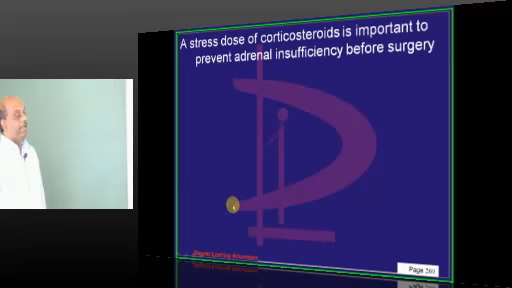 A stress dose of corticosteroids is important to
prevent adrenal insufficiency before surgery
Page 260